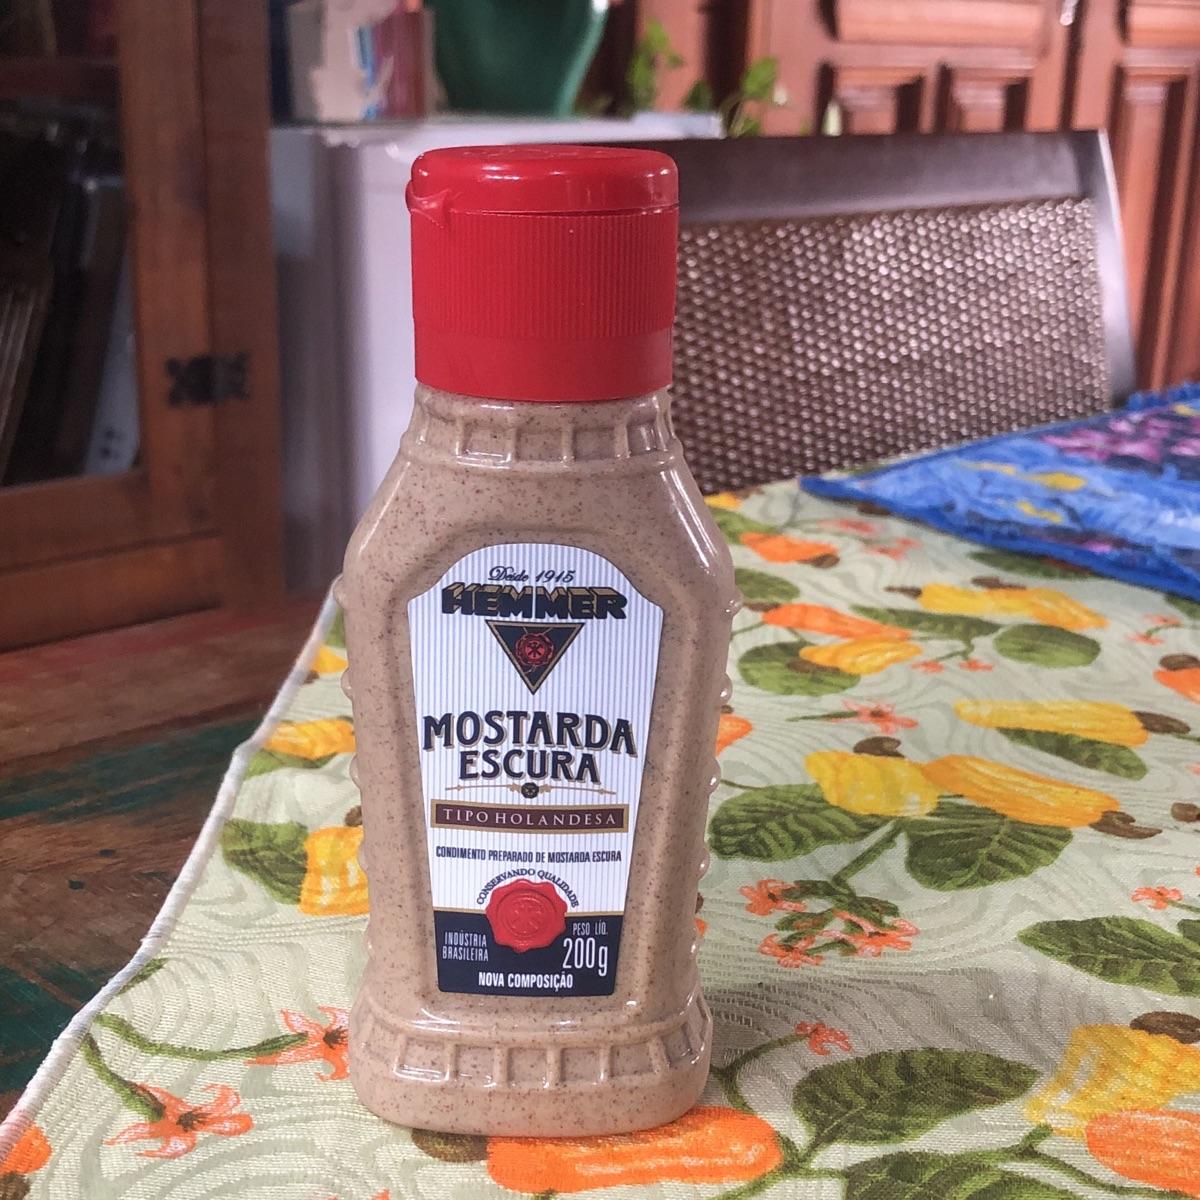 Desde 1915
HEMMER
MOSTARDA
ESCURA
TIPO HOLANDESA
CONDIMENTO PREPARADO DE MOSTARDA ESCURA
CONSERVANDO QUALIDADE
INDÚSTRIA
BRASILEIRA
PESO LÍQ.
200g
NOVA COMPOSIÇÃO